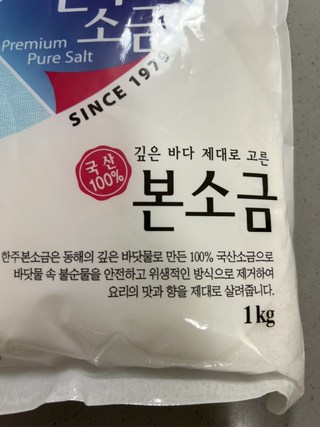 소금
Premium
Pure Salt
SINCE 1979
국산
100%
깊은 바다 제대로 고른
본소금
한주본소금은 동해의 깊은 바닷물로 만든 100% 국산소금으로
바닷물 속 불순물을 안전하고 위생적인 방식으로 제거하여
요리의 맛과 향을 제대로 살려줍니다.
1kg